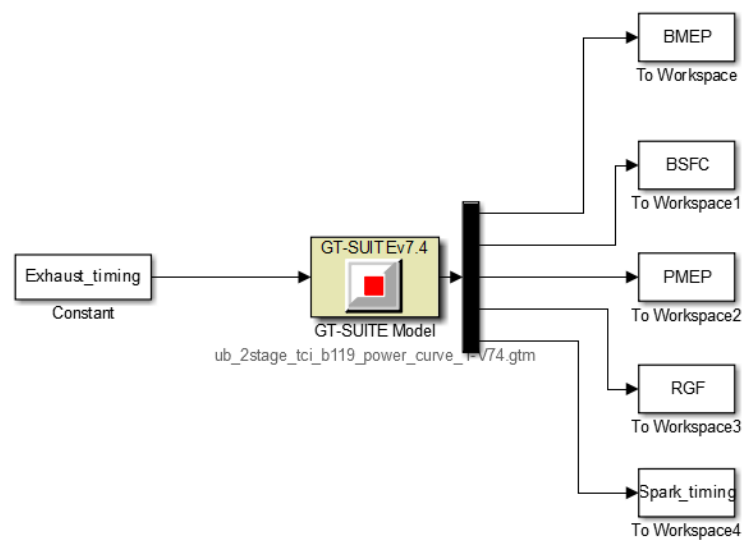 BMEP
To Workspace
BSFC
To Workspace1
GT-SUITEv7.4
Exhaust_timing
Constant
PMEP
To Workspace2
GT-SUITE Model
ub_2stage_tci_b119_power_curve_ -V74.gtm
RGF
To Workspace3
Spark_timing
To Workspace4